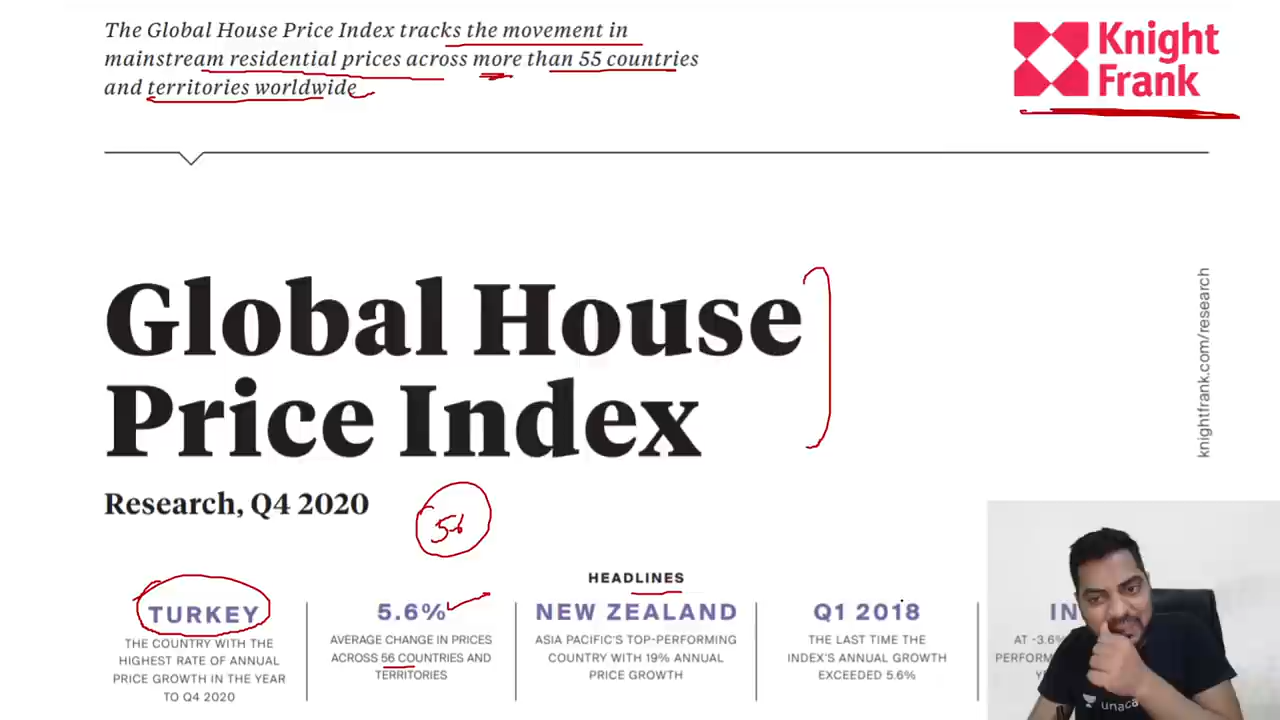 The Global House Price Index tracks the movement in
mainstream residential prices across more than 55 countries
and territories worldwide
Knight
Frank
Global House
Price Index
knightfrank.com/research
Research, Q4 2020
56
HEADLINES
TURKEY
THE COUNTRY WITH THE
HIGHEST RATE OF ANNUAL
PRICE GROWTH IN THE YEAR
TO Q4 2020
5.6%
AVERAGE CHANGE IN PRICES
ACROSS 56 COUNTRIES AND
TERRITORIES
NEW ZEALAND
ASIA PACIFIC'S TOP-PERFORMING
COUNTRY WITH 19% ANNUAL
PRICE GROWTH
Q1 2018
THE LAST TIME THE
INDEX'S ANNUAL GROWTH
EXCEEDED 5.6%
AT -3.6%